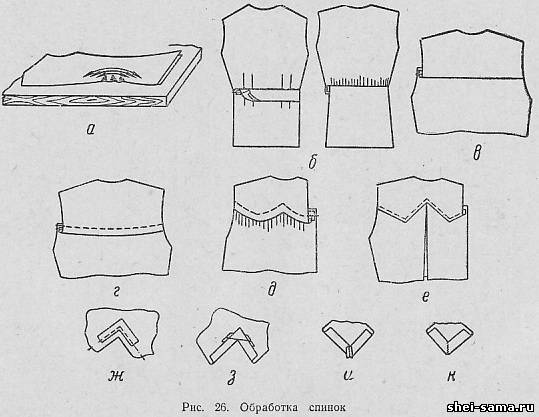 а
б
в
г
д
е
ж
з
и
к
Рис. 26. Обработка спинок
shei-sama.ru